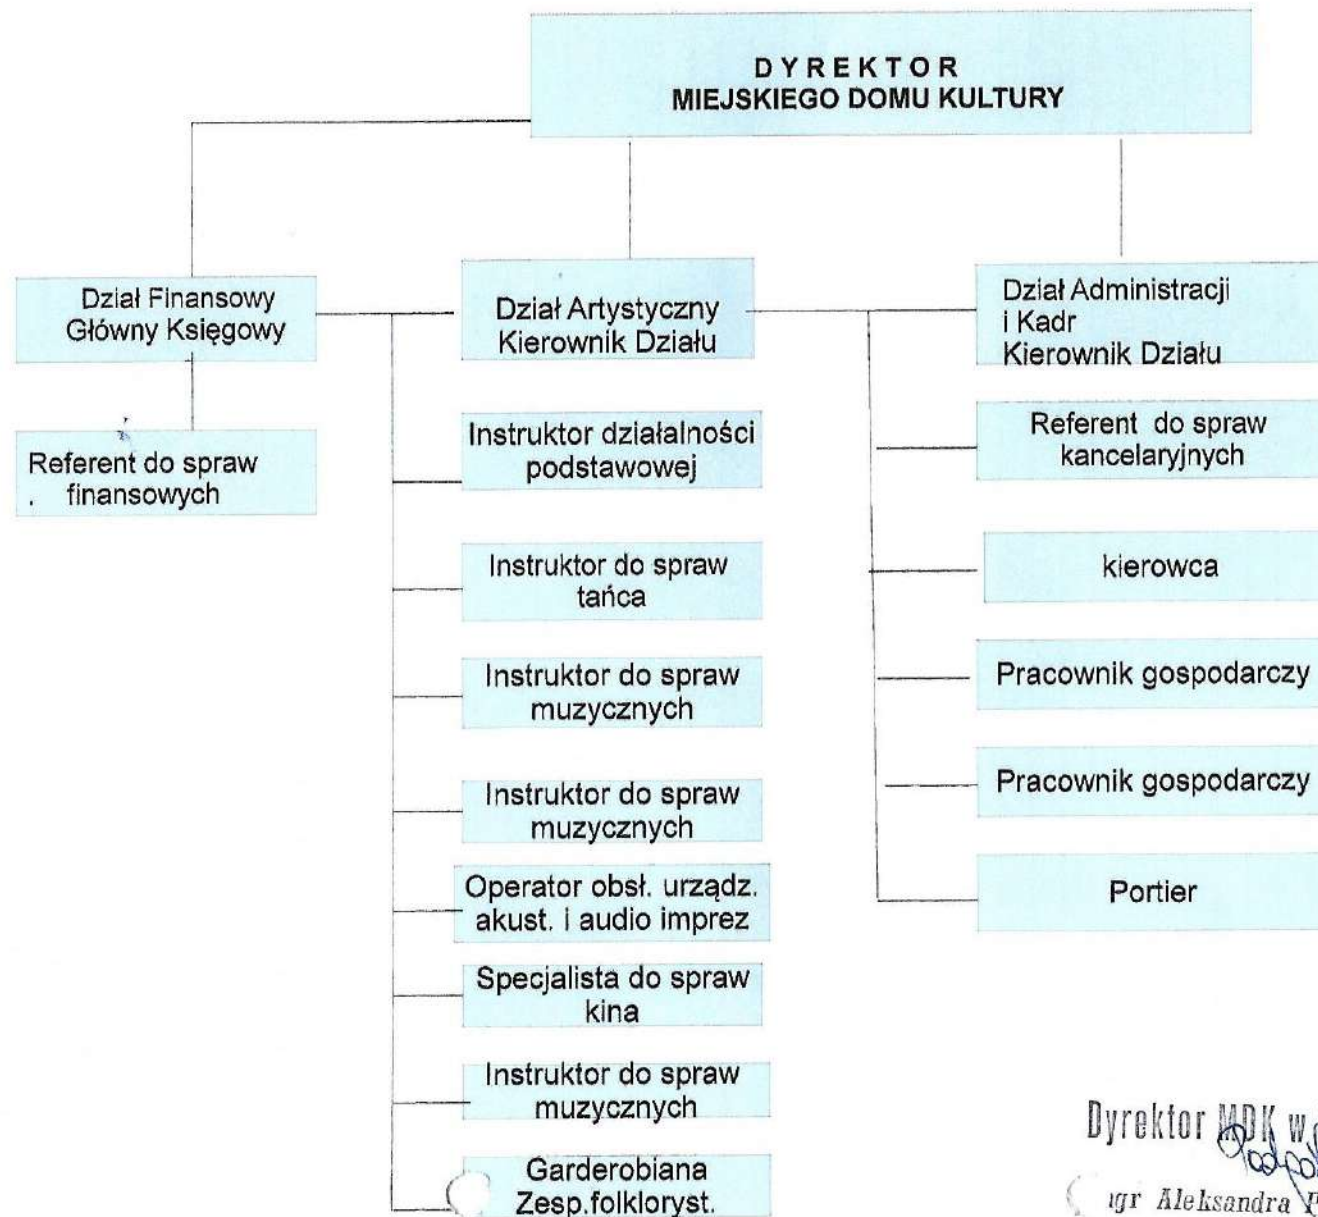 D Y R E K T O R
MIEJSKIEGO DOMU KULTURY
Dział Finansowy
Główny Księgowy
Referent do spraw
finansowych
Dział Artystyczny
Kierownik Działu
Instruktor działalności
podstawowej
Instruktor do spraw
tańca
Instruktor do spraw
muzycznych
Instruktor do spraw
muzycznych
Operator obsł. urządz.
akust. i audio imprez
Specjalista do spraw
kina
Instruktor do spraw
muzycznych
Garderobiana
Zesp.folkloryst.
Dział Administracji
i Kadr
Kierownik Działu
Referent do spraw
kancelaryjnych
kierowca
Pracownik gospodarczy
Pracownik gospodarczy
Portier
Dyrektor MDK w
mgr Aleksandra